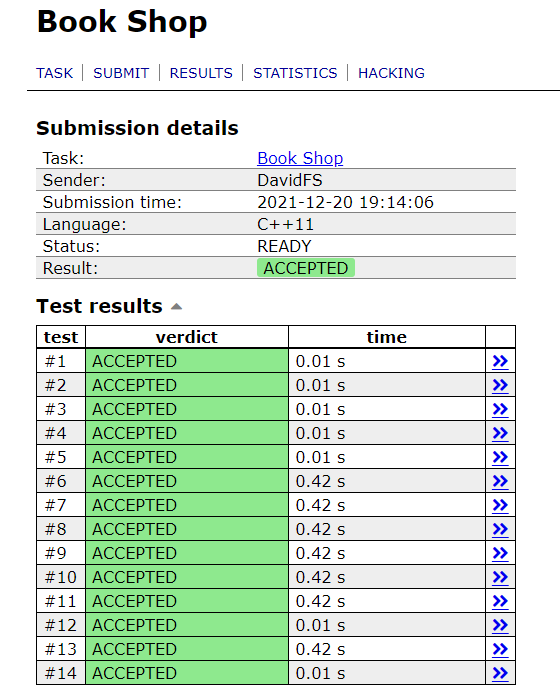 Book Shop
TASK | SUBMIT | RESULTS | STATISTICS | HACKING
Submission details
Task: Book Shop
Sender: DavidFS
Submission time: 2021-12-20 19:14:06
Language: C++11
Status: READY
Result: ACCEPTED
Test results
test verdict time
#1 ACCEPTED 0.01 s »
#2 ACCEPTED 0.01 s »
#3 ACCEPTED 0.01 s »
#4 ACCEPTED 0.01 s »
#5 ACCEPTED 0.01 s »
#6 ACCEPTED 0.42 s »
#7 ACCEPTED 0.42 s »
#8 ACCEPTED 0.42 s »
#9 ACCEPTED 0.42 s »
#10 ACCEPTED 0.42 s »
#11 ACCEPTED 0.42 s »
#12 ACCEPTED 0.01 s »
#13 ACCEPTED 0.42 s »
#14 ACCEPTED 0.01 s »